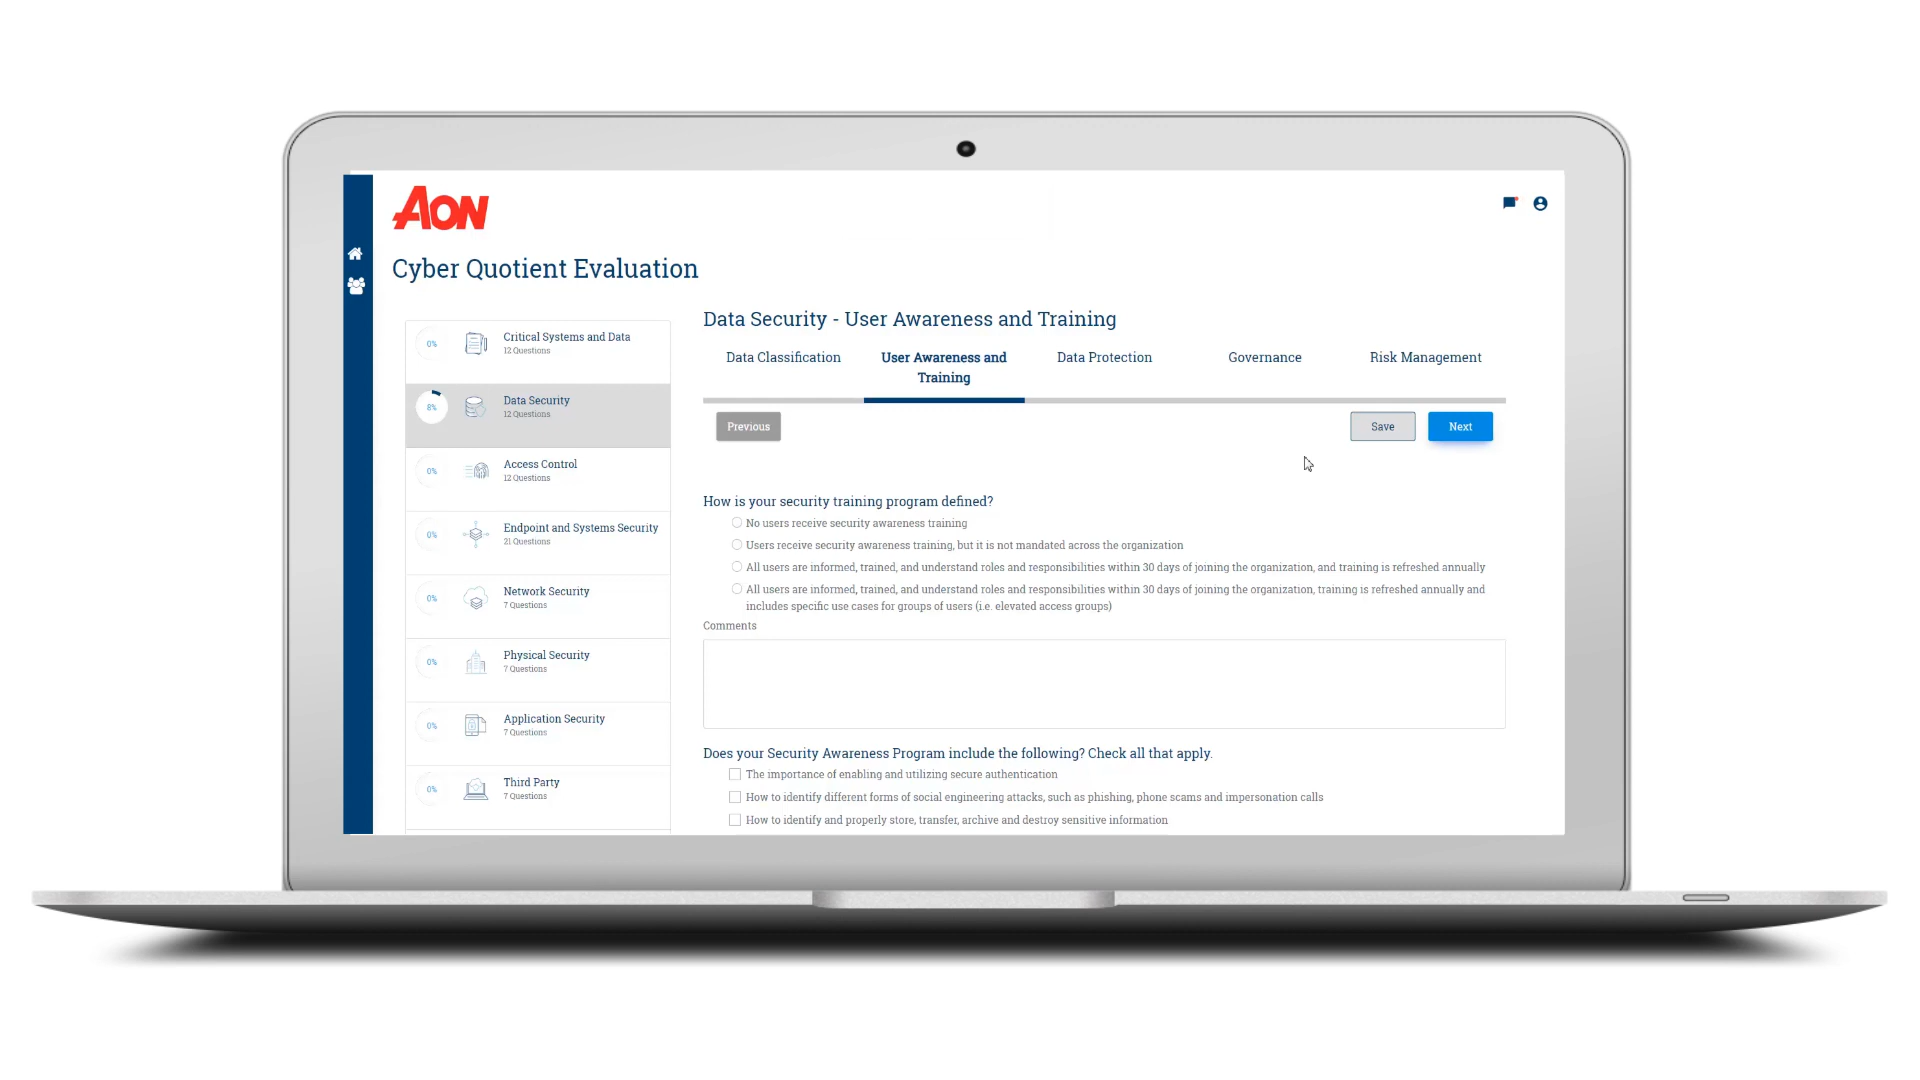 AON
Cyber Quotient Evaluation
0%
Critical Systems and Data
12 Questions
8%
Data Security
12 Questions
0%
Access Control
12 Questions
0%
Endpoint and Systems Security
21 Questions
0%
Network Security
7 Questions
0%
Physical Security
7 Questions
0%
Application Security
7 Questions
0%
Third Party
7 Questions
Data Security - User Awareness and Training
Data Classification
User Awareness and
Training
Data Protection
Governance
Risk Management
Previous
Save
Next
How is your security training program defined?
No users receive security awareness training
Users receive security awareness training, but it is not mandated across the organization
All users are informed, trained, and understand roles and responsibilities within 30 days of joining the organization, and training is refreshed annually
All users are informed, trained, and understand roles and responsibilities within 30 days of joining the organization, training is refreshed annually and
includes specific use cases for groups of users (i.e. elevated access groups)
Comments
Does your Security Awareness Program include the following? Check all that apply.
The importance of enabling and utilizing secure authentication
How to identify different forms of social engineering attacks, such as phishing, phone scams and impersonation calls
How to identify and properly store, transfer, archive and destroy sensitive information